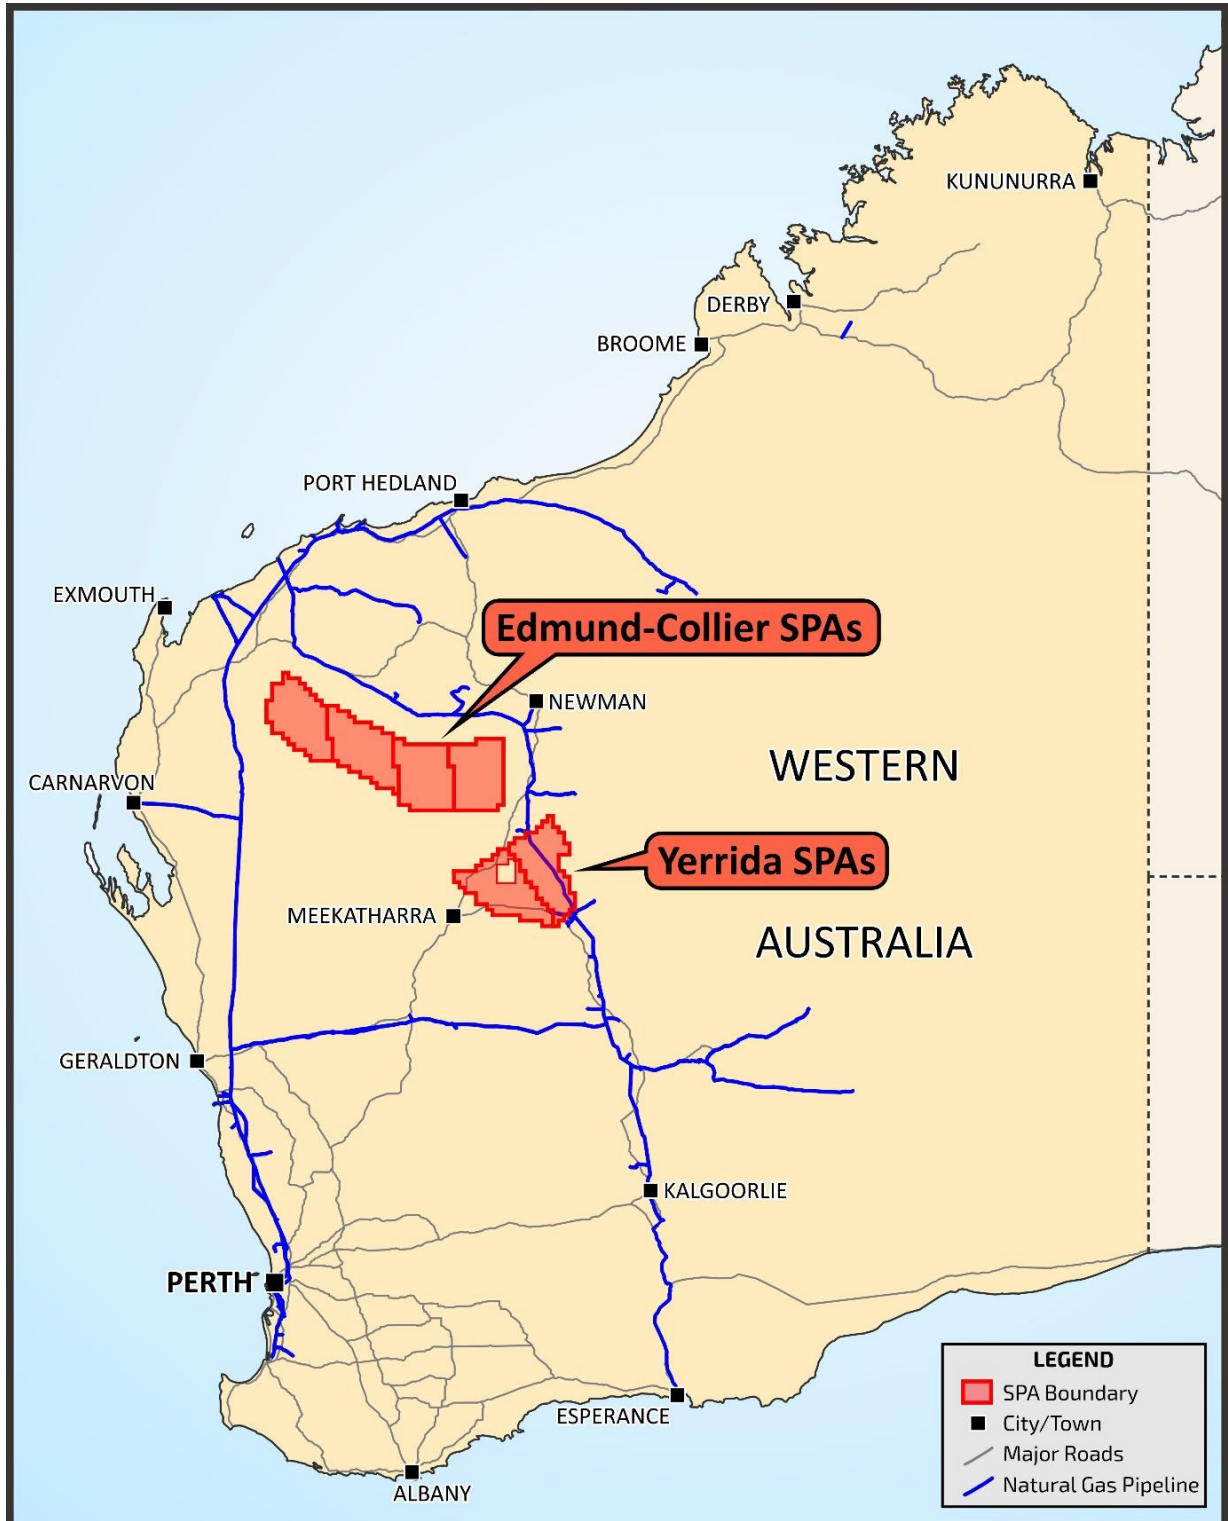 KUNUNURRA
DERBY
BROOME
PORT HEDLAND
EXMOUTH
Edmund-Collier SPAs
NEWMAN
WESTERN
CARNARVON
Yerrida SPAs
MEEKATHARRA
AUSTRALIA
GERALDTON
KALGOORLIE
PERTH
ESPERANCE
ALBANY
LEGEND
SPA Boundary
City/Town
Major Roads
Natural Gas Pipeline